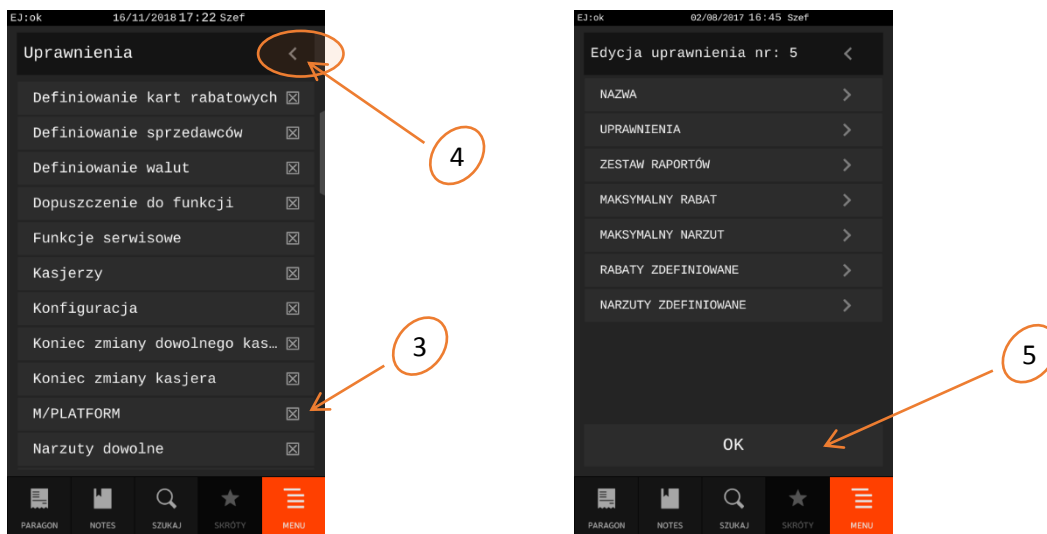 EJ:ok 16/11/2018 17:22 Szef
Uprawnienia
Definiowanie kart rabatowych
Definiowanie sprzedawców
Definiowanie walut
Dopuszczenie do funkcji
Funkcje serwisowe
Kasjerzy
Konfiguracja
Koniec zmiany dowolnego kas…
Koniec zmiany kasjera
M/PLATFORM
Narzuty dowolne
PARAGON NOTES SZUKAJ SKRÓTY MENU
4
3
EJ:ok 02/08/2017 16:45 Szef
Edycja uprawnienia nr: 5
NAZWA
UPRAWNIENIA
ZESTAW RAPORTÓW
MAKSYMALNY RABAT
MAKSYMALNY NARZUT
RABATY ZDEFINIOWANE
NARZUTY ZDEFINIOWANE
OK
PARAGON NOTES SZUKAJ SKRÓTY MENU
5